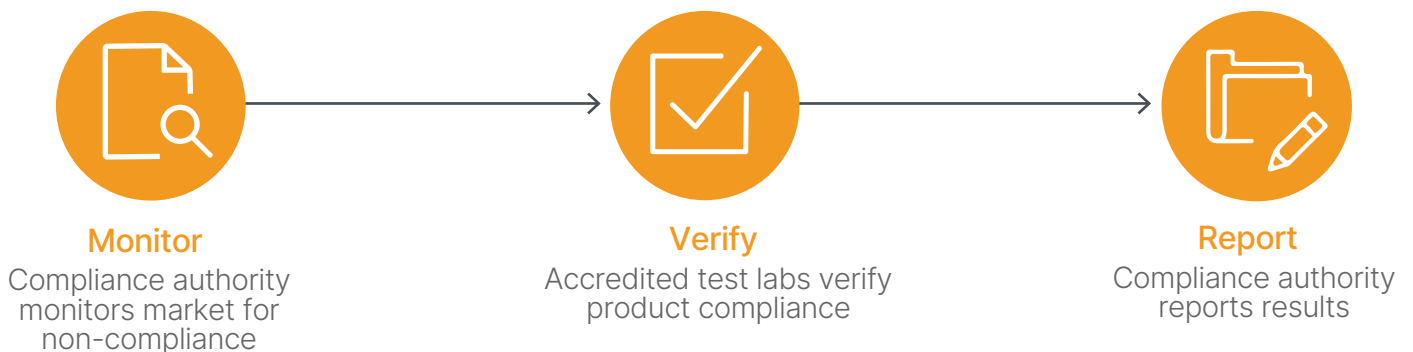 Monitor
Compliance authority
monitors market for
non-compliance
Verify
Accredited test labs verify
product compliance
Report
Compliance authority
reports results